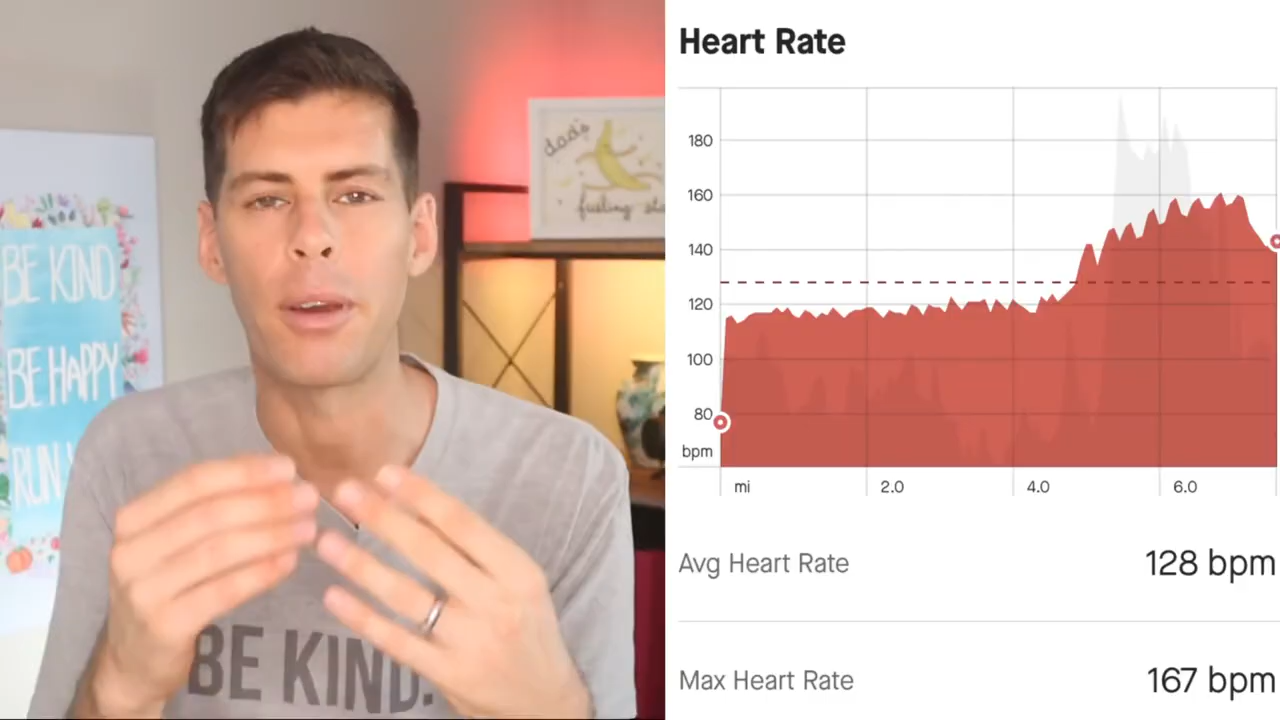 BE KIND
BE HAPPY
RUN
dad's
fueling
BE KIND.
Heart Rate
180
160
140
120
100
80
bpm
mi
2.0
4.0
6.0
Avg Heart Rate
128 bpm
Max Heart Rate
167 bpm